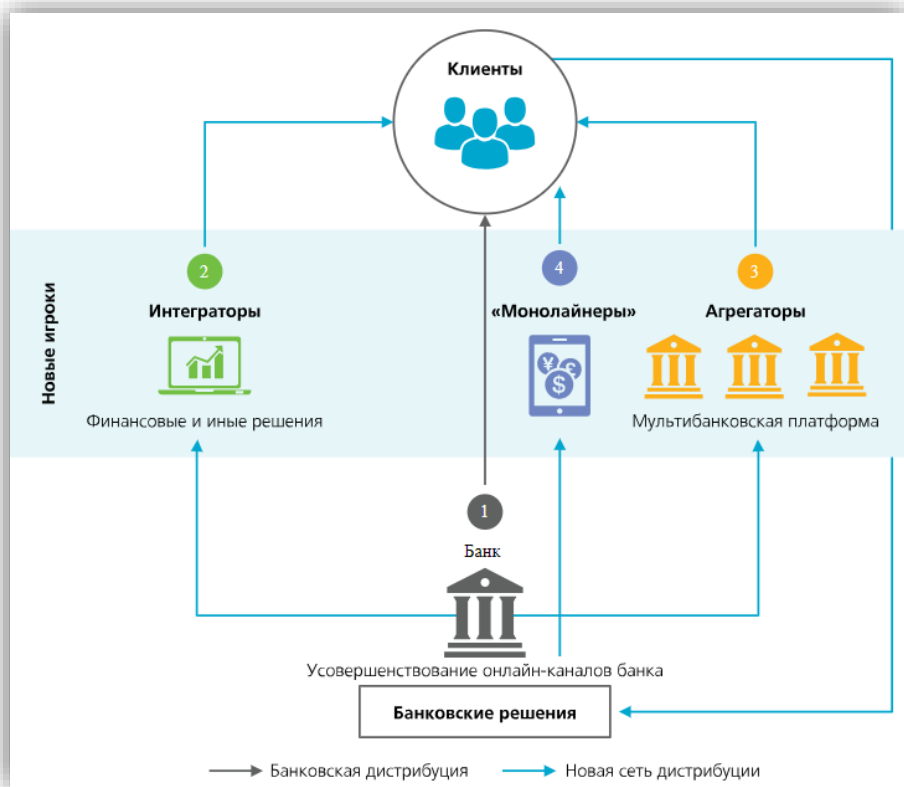 Клиенты
Новые игроки
2
Интеграторы
Финансовые и иные решения
4
«Монолайнеры»
¥ £
$
3
Агрегаторы
Мультибанковская платформа
1
Банк
Усовершенствование онлайн-каналов банка
Банковские решения
Банковская дистрибуция
Новая сеть дистрибуции